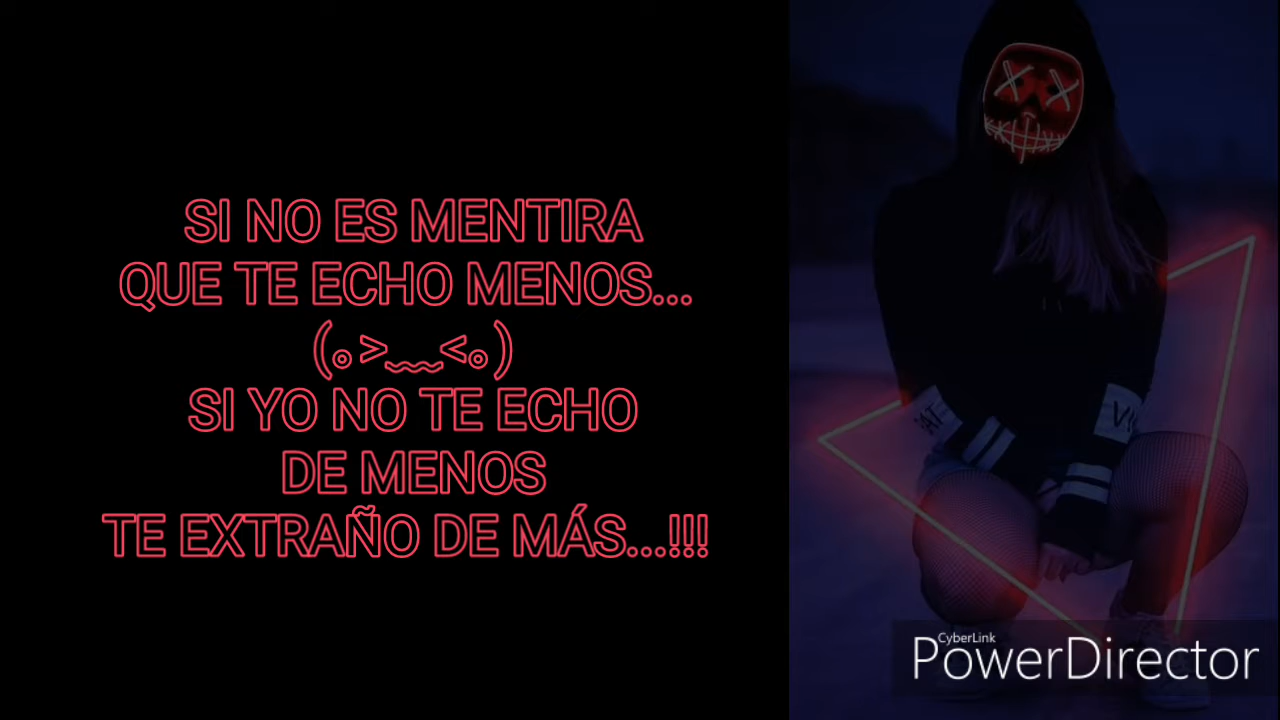 SI NO ES MENTIRA
QUE TE ECHO MENOS...
(｡>﹏<｡)
SI YO NO TE ECHO
DE MENOS
TE EXTRAÑO DE MÁS...!!!
CyberLink
PowerDirector